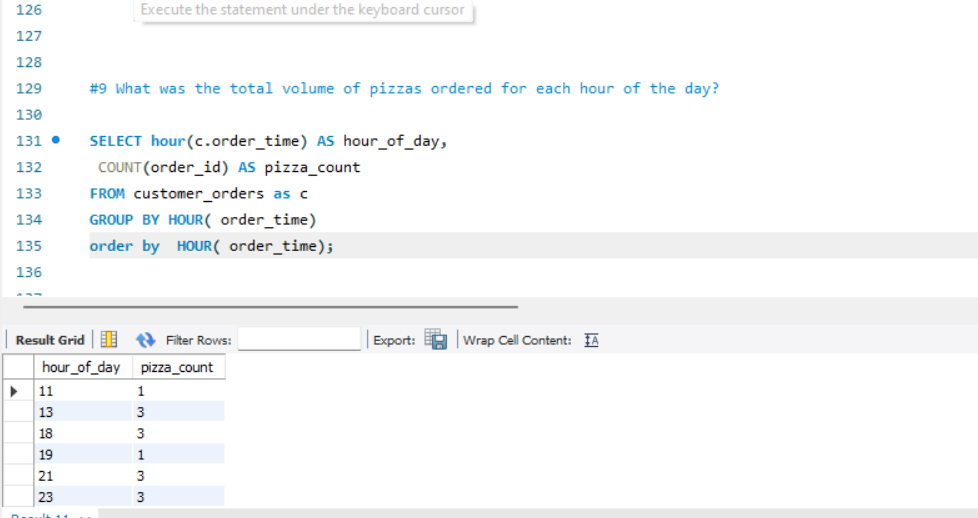 126 Execute the statement under the keyboard cursor
127
128
129 #9 What was the total volume of pizzas ordered for each hour of the day?
130
131 SELECT hour(c.order_time) AS hour_of_day,
132 COUNT(order_id) AS pizza_count
133 FROM customer_orders as c
134 GROUP BY HOUR( order_time)
135 order by HOUR( order_time);
136
Result Grid Filter Rows: Export: Wrap Cell Content: IA
hour_of_day pizza_count
11 1
13 3
18 3
19 1
21 3
23 3